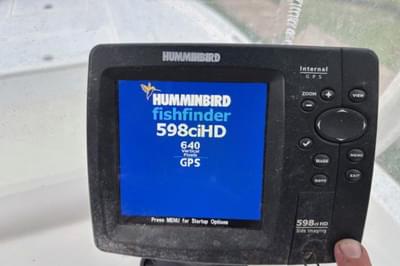 HUMMINBIRD
Internal
GPS
ZOOM
VIEW
HUMMINBIRD
fishfinder
598ciHD
640
Vertical
Pixels
GPS
MARK
MENU
GOTO
EXIT
Press MENU for Startup Options
598ci HD
Side Imaging